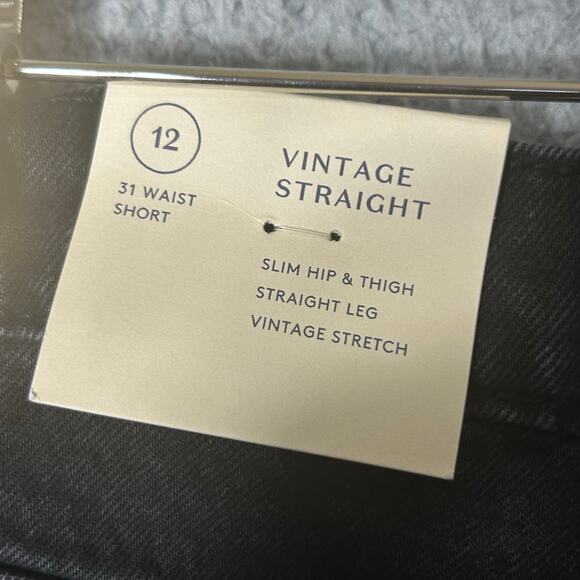 12
31 WAIST
SHORT
VINTAGE
STRAIGHT
SLIM HIP & THIGH
STRAIGHT LEG
VINTAGE STRETCH